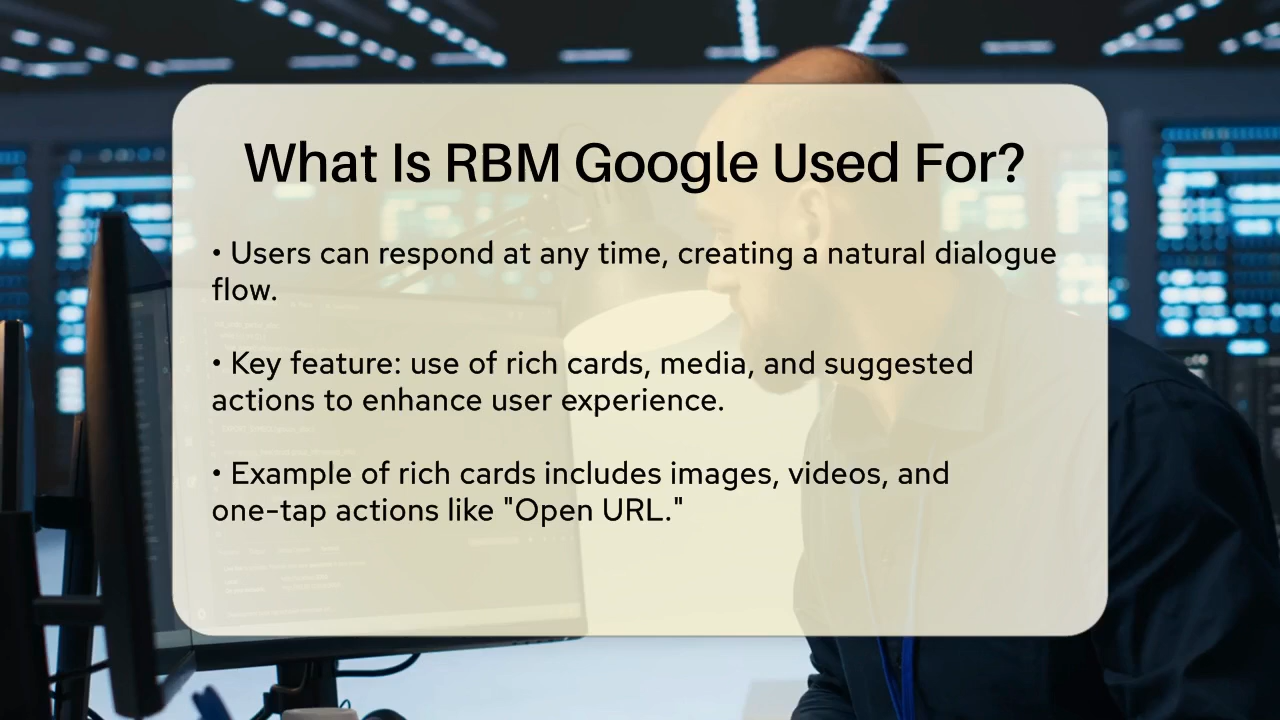 What Is RBM Google Used For?
• Users can respond at any time, creating a natural dialogue
flow.
• Key feature: use of rich cards, media, and suggested
actions to enhance user experience.
• Example of rich cards includes images, videos, and
one-tap actions like "Open URL."